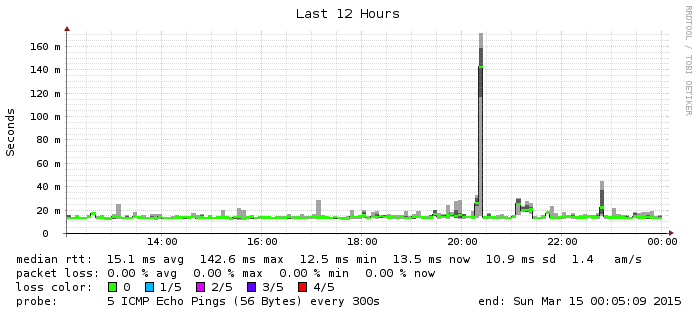 Last 12 Hours
RRDTOOL / TOBI OETIKER
Seconds
160 m
140 m
120 m
100 m
80 m
60 m
40 m
20 m
0
14:00 16:00 18:00 20:00 22:00 00:00
median rtt: 15.1 ms avg 142.6 ms max 12.5 ms min 13.5 ms now 10.9 ms sd 1.4 am/s
packet loss: 0.00 % avg 0.00 % max 0.00 % min 0.00 % now
loss color: 0 1/5 2/5 3/5 4/5
probe: 5 ICMP Echo Pings (56 Bytes) every 300s end: Sun Mar 15 00:05:09 2015